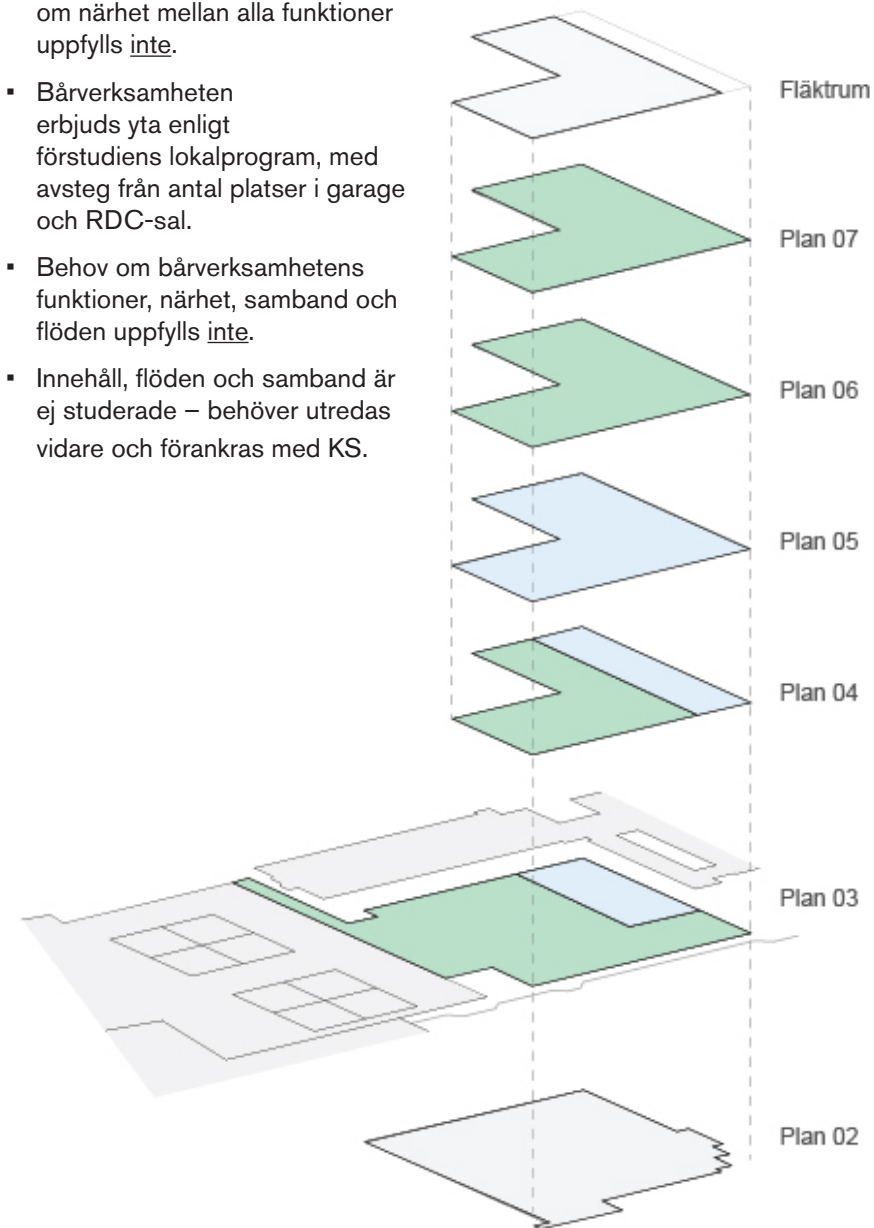 om närhet mellan alla funktioner
uppfylls inte.
▪ Bårverksamheten
erbjuds yta enligt
förstudiens lokalprogram, med
avsteg från antal platser i garage
och RDC-sal.
▪ Behov om bårverksamhetens
funktioner, närhet, samband och
flöden uppfylls inte.
▪ Innehåll, flöden och samband är
ej studerade – behöver utredas
vidare och förankras med KS.
Fläktrum
Plan 07
Plan 06
Plan 05
Plan 04
Plan 03
Plan 02